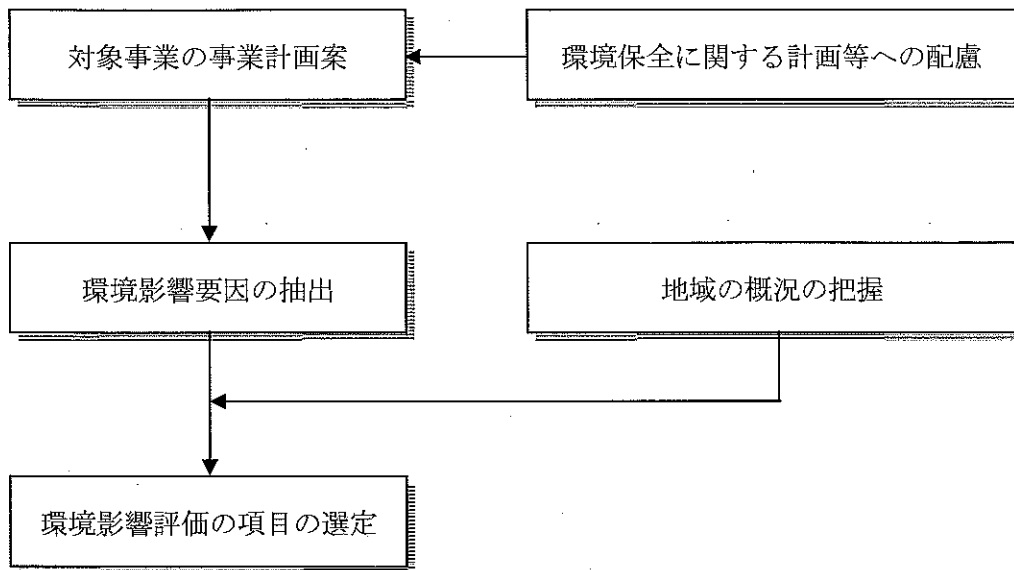 対象事業の事業計画案
環境保全に関する計画等への配慮
環境影響要因の抽出
地域の概況の把握
環境影響評価の項目の選定